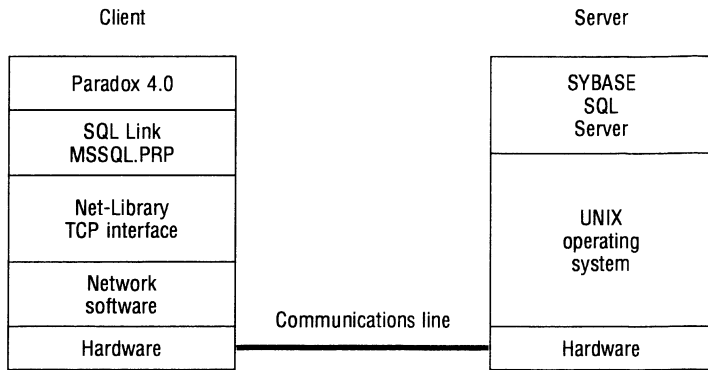 Client
Server
Paradox 4.0
SQL Link
MSSQL.PRP
Net-Library
TCP interface
Network
software
Hardware
Communications line
SYBASE
SQL
Server
UNIX
operating
system
Hardware